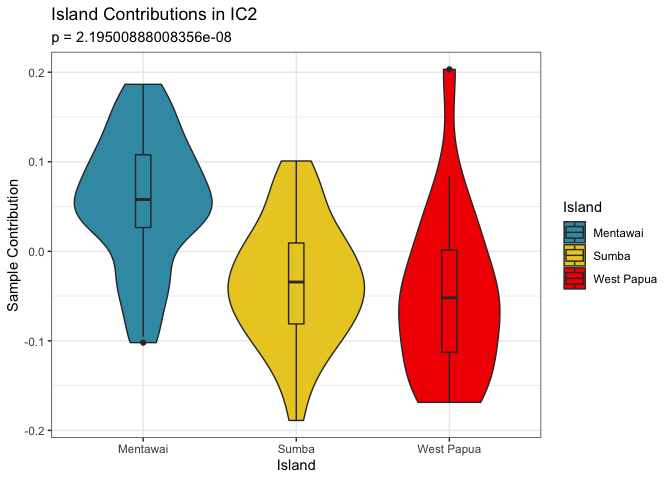 Island Contributions in IC2
p = 2.19500888008356e-08
Sample Contribution
0.2
0.1
0.0
-0.1
-0.2
Mentawai
Sumba
West Papua
Island
Island
Mentawai
Sumba
West Papua